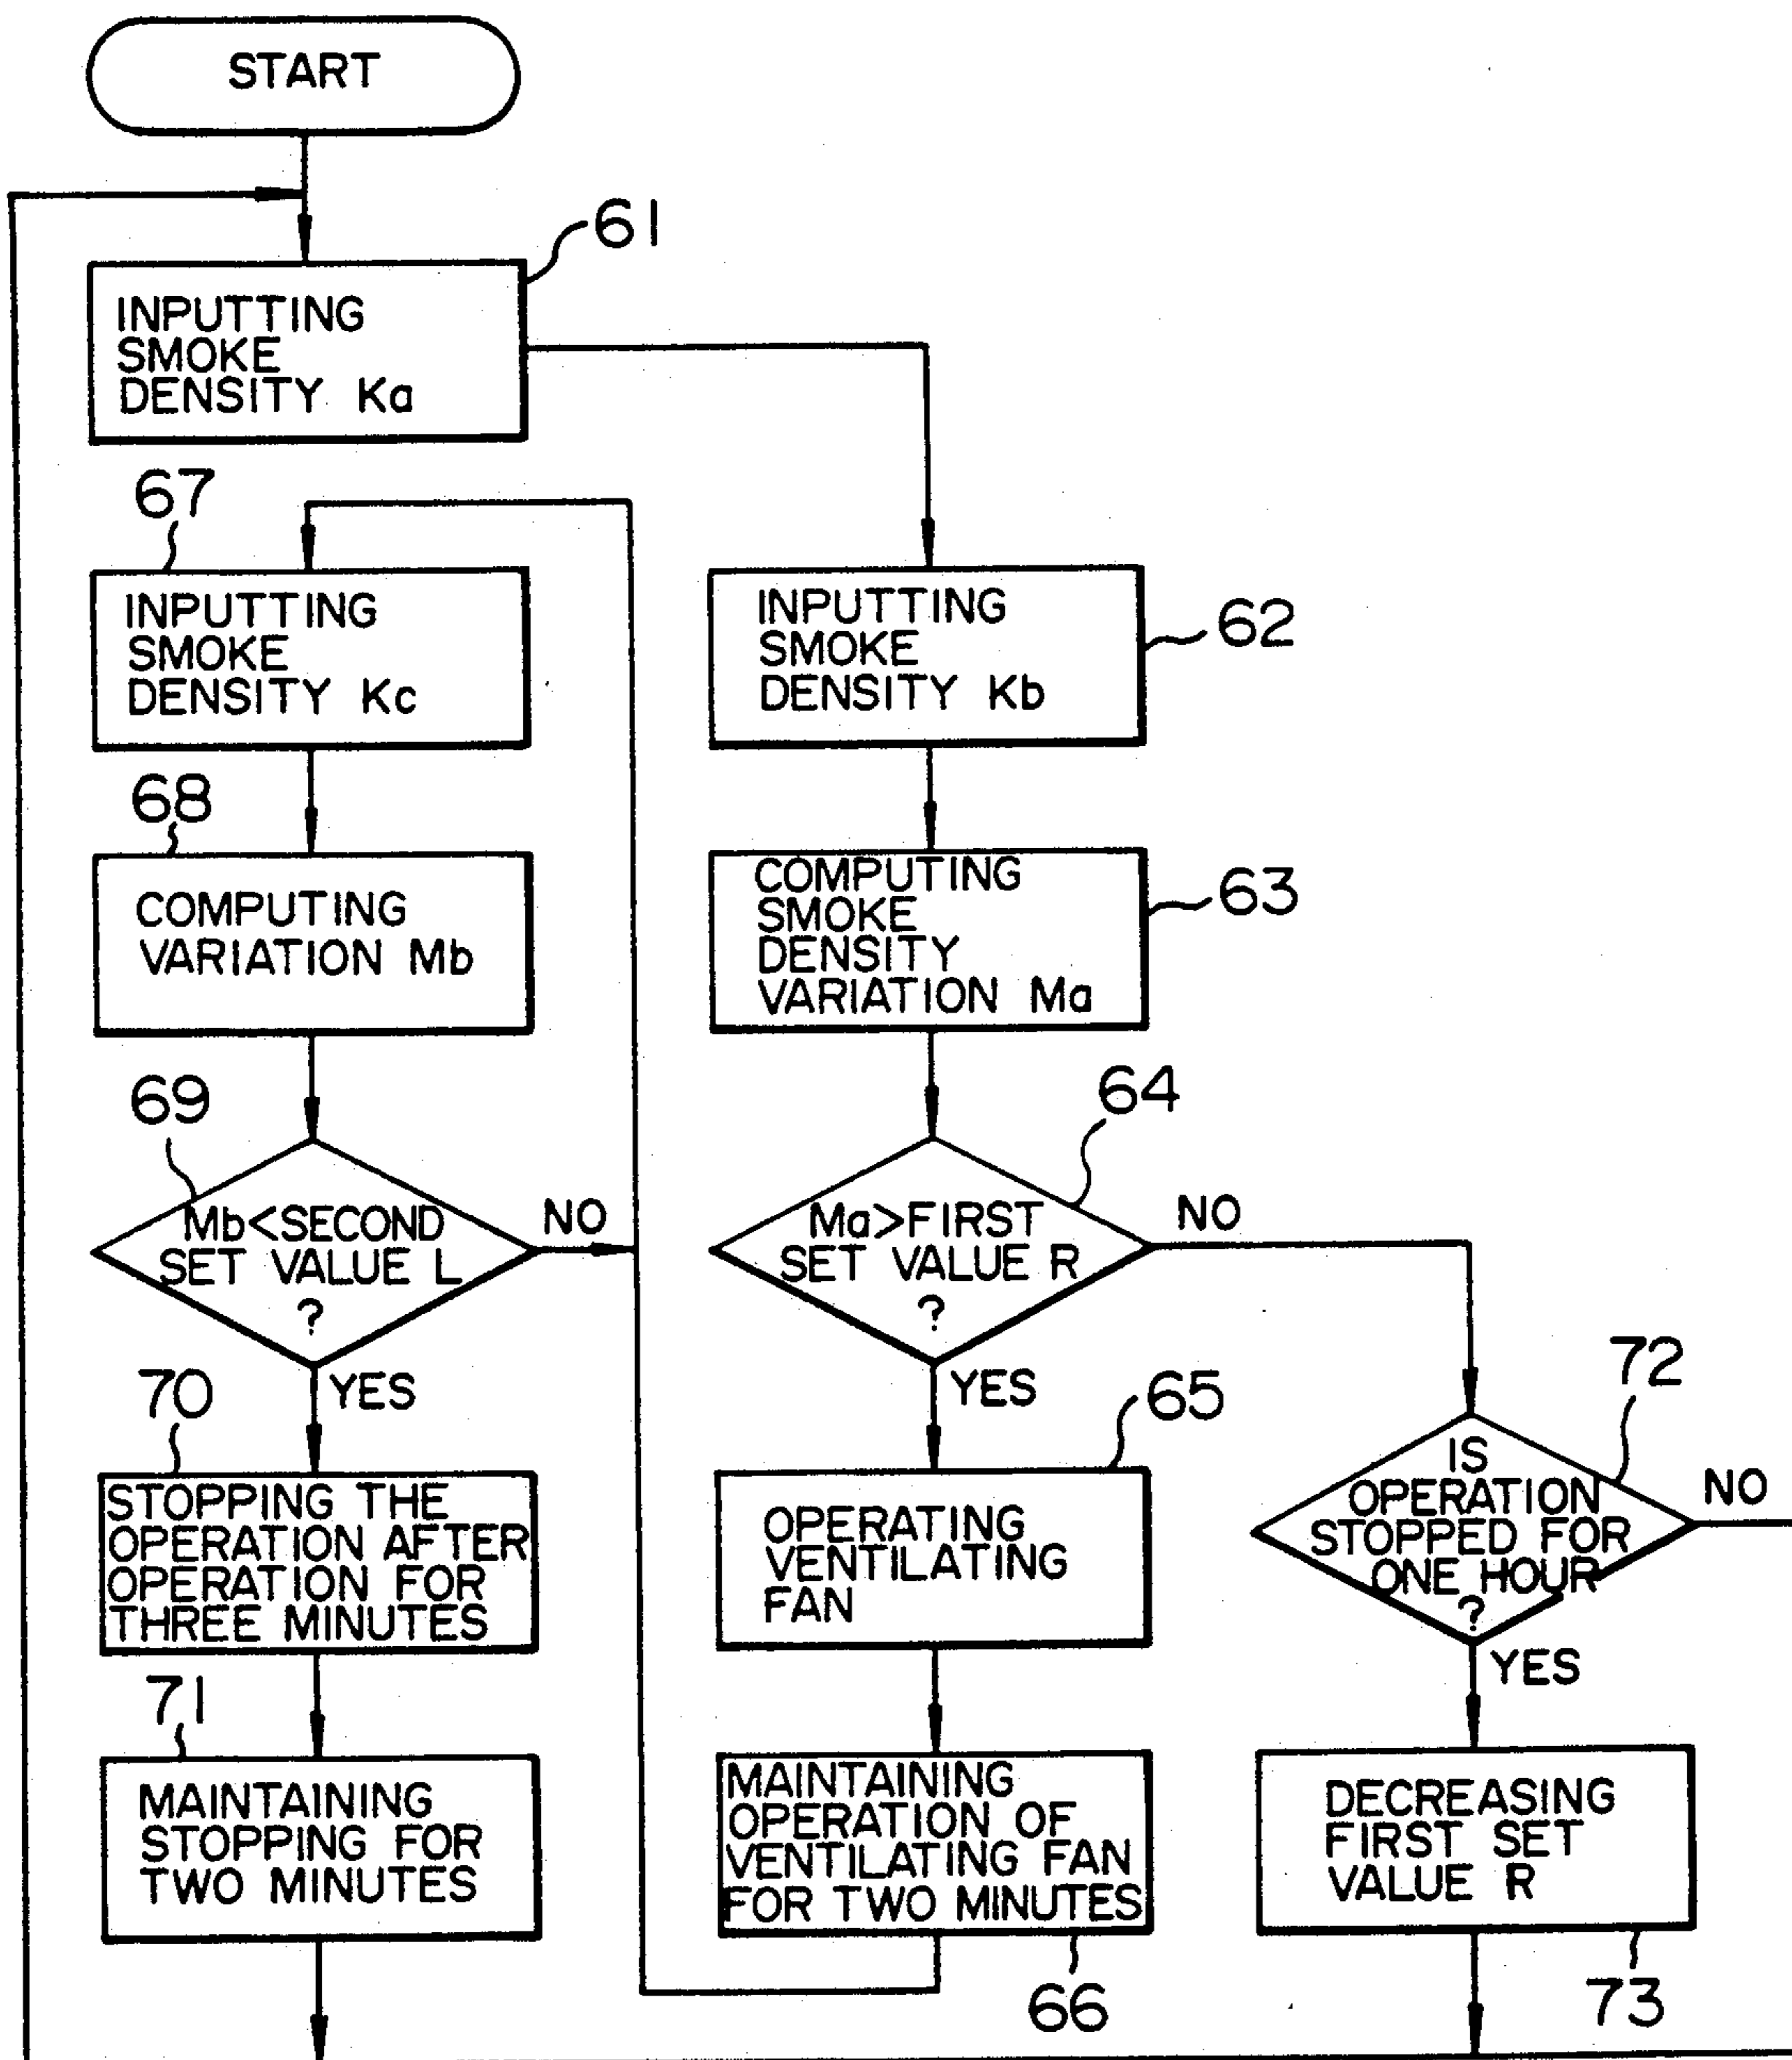 START
61
INPUTTING
SMOKE
DENSITY Ka
67
INPUTTING
SMOKE
DENSITY Kc
62
INPUTTING
SMOKE
DENSITY Kb
68
COMPUTING
VARIATION Mb
63
COMPUTING
SMOKE
DENSITY
VARIATION Ma
69
Mb<SECOND
SET VALUE L
?
NO
YES
64
Ma>FIRST
SET VALUE R
?
NO
YES
70
STOPPING THE
OPERATION AFTER
OPERATION FOR
THREE MINUTES
65
OPERATING
VENTILATING
FAN
72
IS
OPERATION
STOPPED FOR
ONE HOUR
?
NO
YES
71
MAINTAINING
STOPPING FOR
TWO MINUTES
MAINTAINING
OPERATION OF
VENTILATING FAN
FOR TWO MINUTES
66
DECREASING
FIRST SET
VALUE R
73